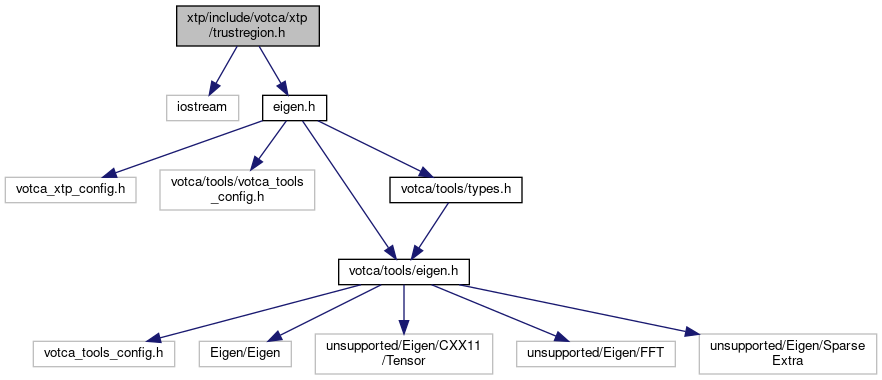 xtp/include/votca/xtp
/trustregion.h
iostream
eigen.h
votca_xtp_config.h
votca/tools/votca_tools
_config.h
votca/tools/types.h
votca/tools/eigen.h
votca_tools_config.h
Eigen/Eigen
unsupported/Eigen/CXX11
/Tensor
unsupported/Eigen/FFT
unsupported/Eigen/Sparse
Extra